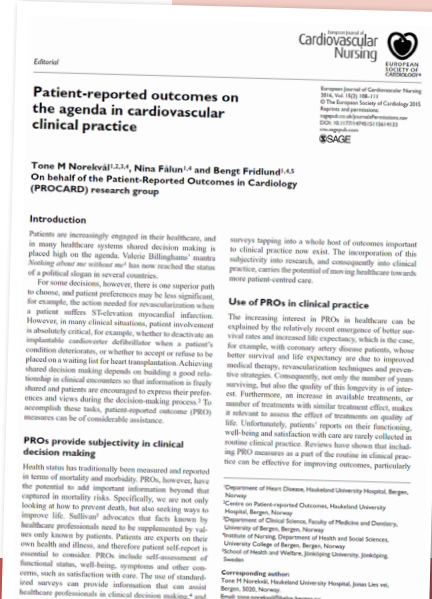 European Journal of
Cardiovascular
Nursing
EUROPEAN
SOCIETY OF
CARDIOLOGY®
Editorial
Patient-reported outcomes on
the agenda in cardiovascular
clinical practice
European Journal of Cardiovascular Nursing
2016, Vol. 15(2) 108–111
© The European Society of Cardiology 2015
Reprints and permissions:
sagepub.co.uk/journalsPermissions.nav
DOI:
cnu.sagepub.com
SAGE
Tone M Norekvål1,2,3,4, Nina Fålun1,4 and Bengt Fridlund1,4,5
On behalf of the Patient-Reported Outcomes in Cardiology
(PROCARD) research group
Introduction
Patients are increasingly engaged in their healthcare, and
in many healthcare systems shared decision making is
placed high on the agenda. Valerie Billinghams' mantra
Nothing about me without me1 has now reached the status
of a political slogan in several countries.
For some decisions, however, there is one superior path
to choose, and patient preferences may be less significant,
for example, the action needed for revascularization when
a patient suffers ST-elevation myocardial infarction.
However, in many clinical situations, patient involvement
is absolutely critical, for example, whether to deactivate an
implantable cardioverter defibrillator when a patient's
condition deteriorates, or whether to accept or refuse to be
placed on a waiting list for heart transplantation. Achieving
shared decision making depends on building a good rela-
tionship in clinical encounters so that information is freely
shared and patients are encouraged to express their prefer-
ences and views during the decision-making process.2 To
accomplish these tasks, patient-reported outcome (PRO)
measures can be of considerable assistance.
PROs provide subjectivity in clinical
decision making
Health status has traditionally been measured and reported
in terms of mortality and morbidity. PROs, however, have
the potential to add important information beyond that
captured in mortality risks. Specifically, we are not only
looking at how to prevent death, but also seeking ways to
improve life. Sullivan3 advocates that facts known by
healthcare professionals need to be supplemented by val-
ues only known by patients. Patients are experts on their
own health and illness, and therefore patient self-report is
essential to consider. PROs include self-assessment of
functional status, well-being, symptoms and other con-
cerns, such as satisfaction with care. The use of standard-
ized surveys can provide information that can assist
healthcare professionals in clinical decision making,4 and
surveys tapping into a whole host of outcomes important
to clinical practice now exist. The incorporation of this
subjectivity into research, and consequently into clinical
practice, carries the potential of moving healthcare towards
more patient-centred care.
Use of PROs in clinical practice
The increasing interest in PROs in healthcare can be
explained by the relatively recent emergence of better sur-
vival rates and increased life expectancy, which is the case,
for example, with coronary artery disease patients, whose
better survival and life expectancy are due to improved
medical therapy, revascularization techniques and preven-
tive strategies. Consequently, not only the number of years
surviving, but also the quality of this longevity is of inter-
est. Furthermore, an increase in available treatments, or
number of treatments with similar treatment effect, makes
it relevant to assess the effect of treatments on quality of
life. Unfortunately, patients' reports on their functioning,
well-being and satisfaction with care are rarely collected in
routine clinical practice. Reviews have shown that includ-
ing PRO measures as a part of the routine in clinical prac-
tice can be effective for improving outcomes, particularly
1Department of Heart Disease, Haukeland University Hospital, Bergen,
Norway
2Centre on Patient-reported Outcomes, Haukeland University
Hospital, Bergen, Norway
3Department of Clinical Science, Faculty of Medicine and Dentistry,
University of Bergen, Bergen, Norway
4Institute of Nursing, Department of Health and Social Sciences,
University College of Bergen, Bergen, Norway
5School of Health and Welfare, Jönköping University, Jönköping,
Sweden
Corresponding author:
Tone M Norekvål, Haukeland University Hospital, Jonas Lies vei,
Bergen, 5020, Norway.